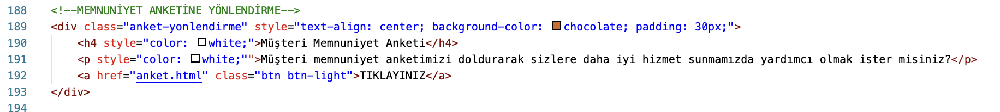 188 <!--MEMNUNİYET ANKETİNE YÖNLENDİRME-->
189 <div class="anket-yonlendirme" style="text-align: center; background-color: chocolate; padding: 30px;">
190 <h4 style="color: white;">Müşteri Memnuniyet Anketi</h4>
191 <p style="color: white;"">Müşteri memnuniyet anketimizi doldurarak sizlere daha iyi hizmet sunmamızda yardımcı olmak ister misiniz?</p>
192 <a href="anket.html" class="btn btn-light">TIKLAYINIZ</a>
193 </div>
194